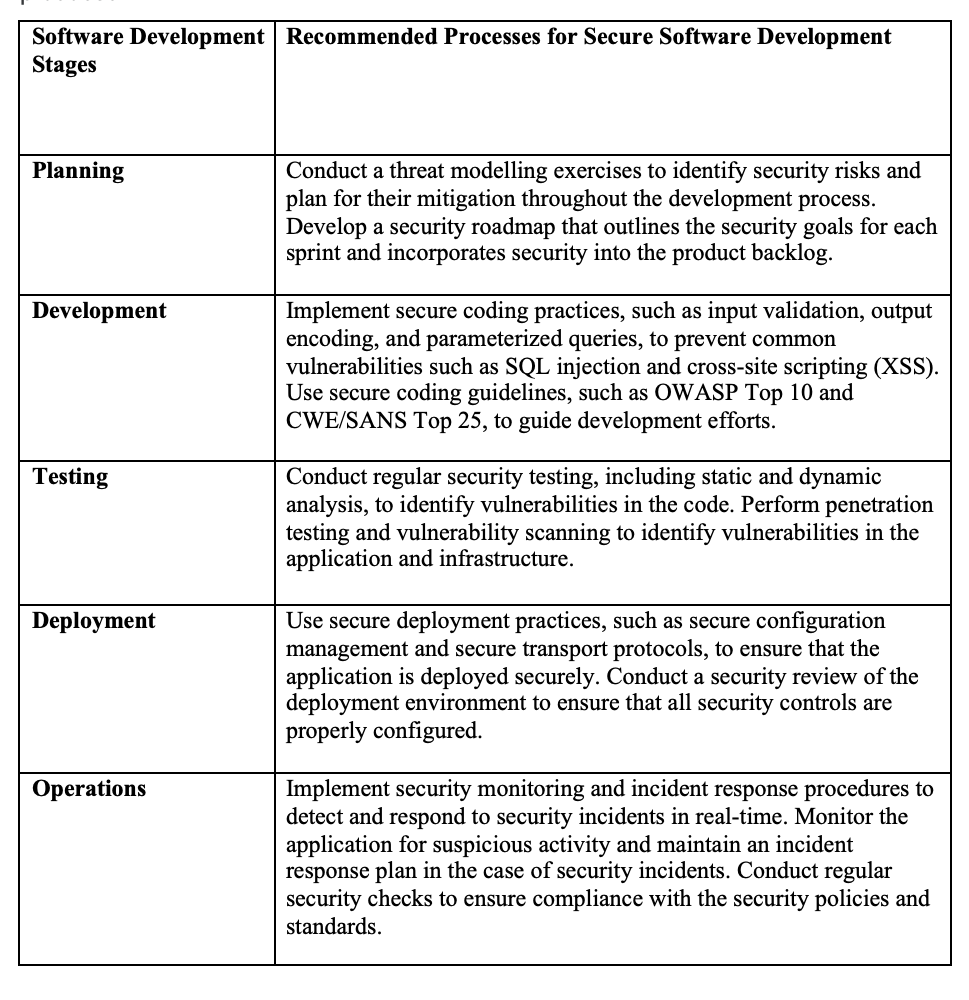 Software Development
Stages
Recommended Processes for Secure Software Development
Planning
Conduct a threat modelling exercises to identify security risks and
plan for their mitigation throughout the development process.
Develop a security roadmap that outlines the security goals for each
sprint and incorporates security into the product backlog.
Development
Implement secure coding practices, such as input validation, output
encoding, and parameterized queries, to prevent common
vulnerabilities such as SQL injection and cross-site scripting (XSS).
Use secure coding guidelines, such as OWASP Top 10 and
CWE/SANS Top 25, to guide development efforts.
Testing
Conduct regular security testing, including static and dynamic
analysis, to identify vulnerabilities in the code. Perform penetration
testing and vulnerability scanning to identify vulnerabilities in the
application and infrastructure.
Deployment
Use secure deployment practices, such as secure configuration
management and secure transport protocols, to ensure that the
application is deployed securely. Conduct a security review of the
deployment environment to ensure that all security controls are
properly configured.
Operations
Implement security monitoring and incident response procedures to
detect and respond to security incidents in real-time. Monitor the
application for suspicious activity and maintain an incident
response plan in the case of security incidents. Conduct regular
security checks to ensure compliance with the security policies and
standards.